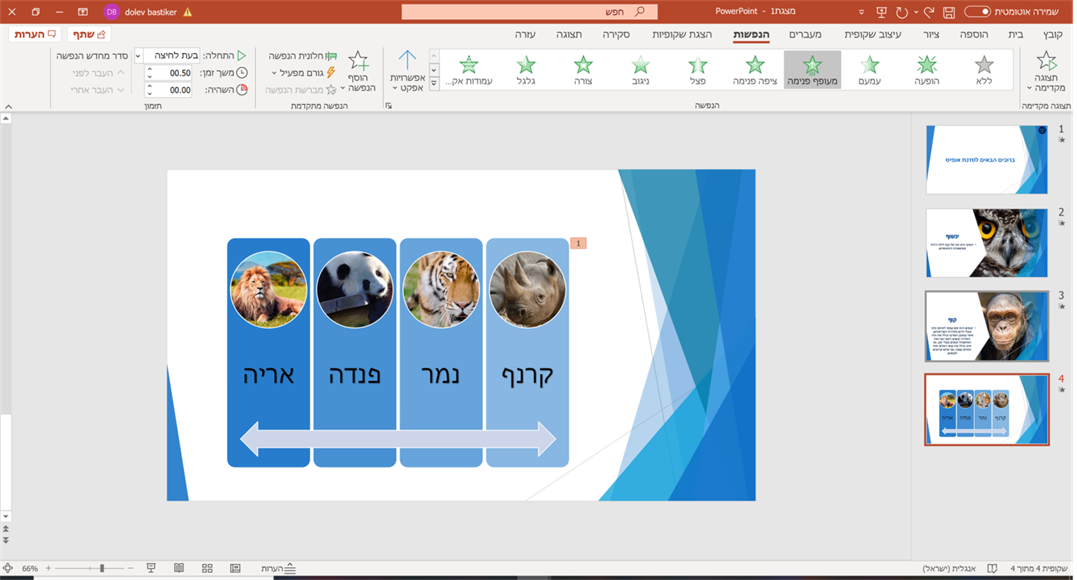 שמירה אוטומטית
מצגת1 - PowerPoint
חפש
dolev bastiker
DB
קובץ
בית
הוספה
ציור
עיצוב שקופית
מעברים
הנפשות
הצגת שקופיות
סקירה
תצוגה
עזרה
שתף
הערות
תצוגה
מקדימה
תצוגה מקדימה
ללא
הופעה
עמעם
מעופף פנימה
ציפה פנימה
פצל
ניגוב
צורה
גלגל
עמודות אק...
הנפשה
אפשרויות
אפקט
הוסף
הנפשה
חלונית הנפשה
גורם מפעיל
מברשת הנפשה
הנפשה מתקדמת
התחלה: בעת לחיצה
משך זמן: 00.50
השהיה: 00.00
סדר מחדש הנפשה
העבר לפני
העבר אחרי
תזמון
1
ברוכים הבאים לסדנת אופיס
2
ינשוף
3
קוף
4
קרנף
נמר
פנדה
אריה
1
קרנף
נמר
פנדה
אריה
שקופית 4 מתוך 4
אנגלית (ישראל)
הערות
66%